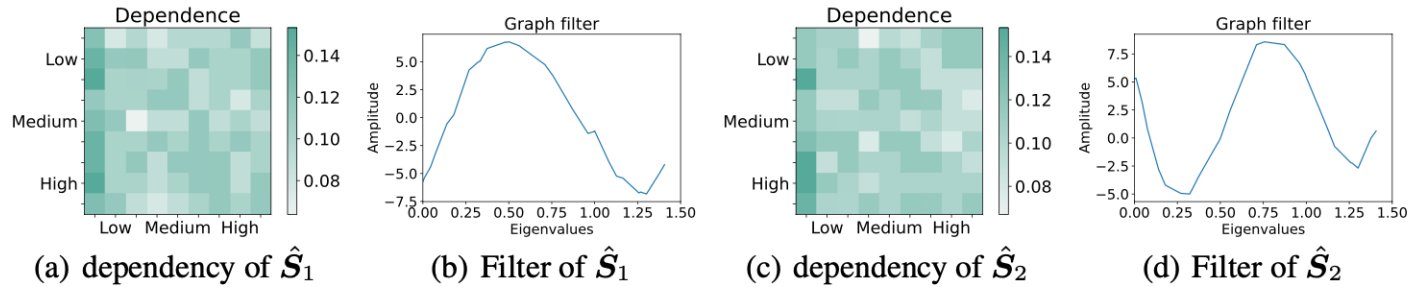 Dependence
Low
Medium
High
Low Medium High
0.14
0.12
0.10
0.08
Graph filter
Amplitude
5.0
2.5
0.0
−2.5
−5.0
−7.5
0.00 0.25 0.50 0.75 1.00 1.25 1.50
Eigenvalues
Dependence
Low
Medium
High
Low Medium High
0.14
0.12
0.10
0.08
Graph filter
Amplitude
7.5
5.0
2.5
0.0
−2.5
−5.0
0.00 0.25 0.50 0.75 1.00 1.25 1.50
Eigenvalues
(a) dependency of Ŝ₁
(b) Filter of Ŝ₁
(c) dependency of Ŝ₂
(d) Filter of Ŝ₂